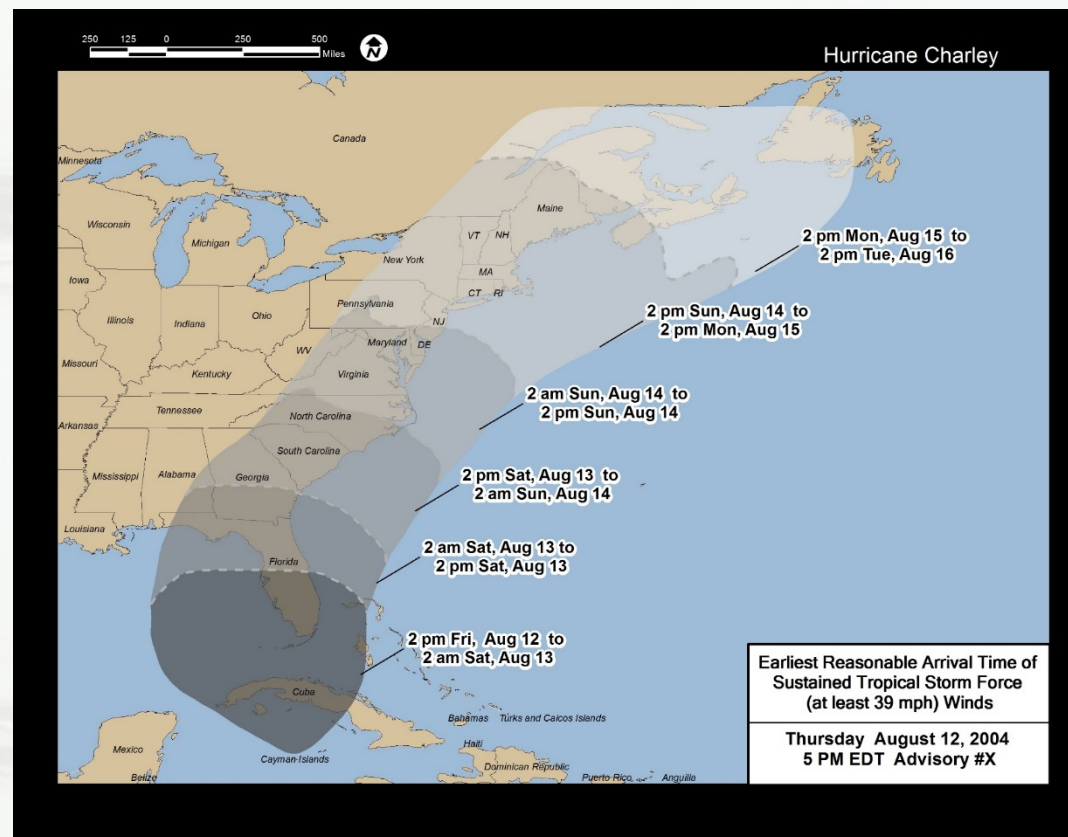 250 125 0 250 500
Miles
N
Hurricane Charley
Canada
Minnesota
Wisconsin
Michigan
Maine
VT NH
New York
MA
CT RI
Iowa
Illinois
Indiana
Ohio
Pennsylvania
NJ
Maryland
DE
WV
Virginia
Missouri
Kentucky
Tennessee
North Carolina
Arkansas
South Carolina
Mississippi
Alabama
Georgia
Louisiana
Florida
2 pm Mon, Aug 15 to
2 pm Tue, Aug 16
2 pm Sun, Aug 14 to
2 pm Mon, Aug 15
2 am Sun, Aug 14 to
2 pm Sun, Aug 14
2 pm Sat, Aug 13 to
2 am Sun, Aug 14
2 am Sat, Aug 13 to
2 pm Sat, Aug 13
2 pm Fri, Aug 12 to
2 am Sat, Aug 13
Cuba
Bahamas
Turks and Caicos Islands
Mexico
Belize
Cayman Islands
Haiti
Dominican Republic
Puerto Rico
Anguilla
Earliest Reasonable Arrival Time of
Sustained Tropical Storm Force
(at least 39 mph) Winds
Thursday August 12, 2004
5 PM EDT Advisory #X